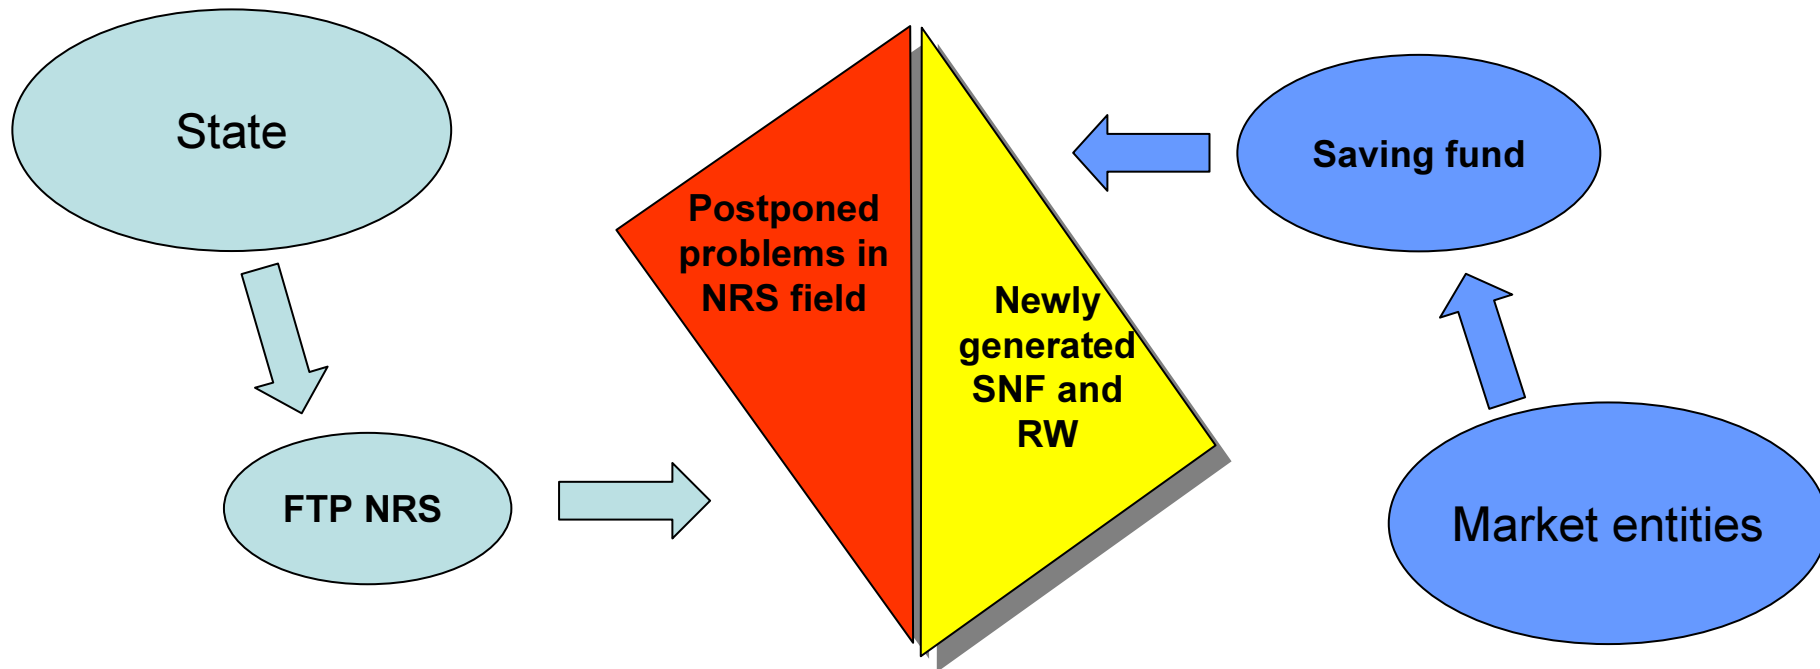 State
FTP NRS
Postponed
problems in
NRS field
Newly
generated
SNF and
RW
Saving fund
Market entities